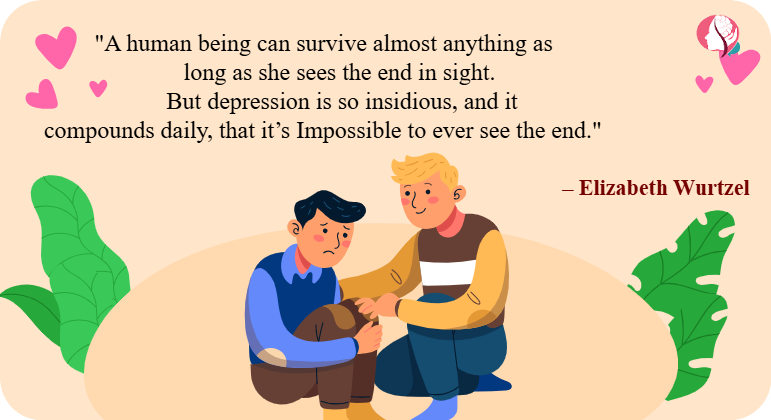 "A human being can survive almost anything as
long as she sees the end in sight.
But depression is so insidious, and it
compounds daily, that it’s Impossible to ever see the end."
– Elizabeth Wurtzel